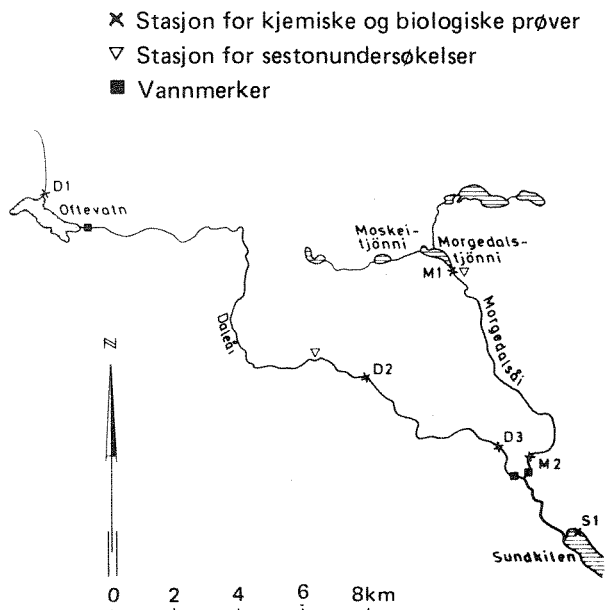 Stasjon for kjemiske og biologiske prøver
Stasjon for sestonundersøkelser
Vannmerker
D1
Oftevatn
Moskei-
tjönni
Morgedals-
tjönni
M1
Morgedalsåi
Daleåi
N
D2
D3
M2
S1
Sundkilen
0 2 4 6 8km